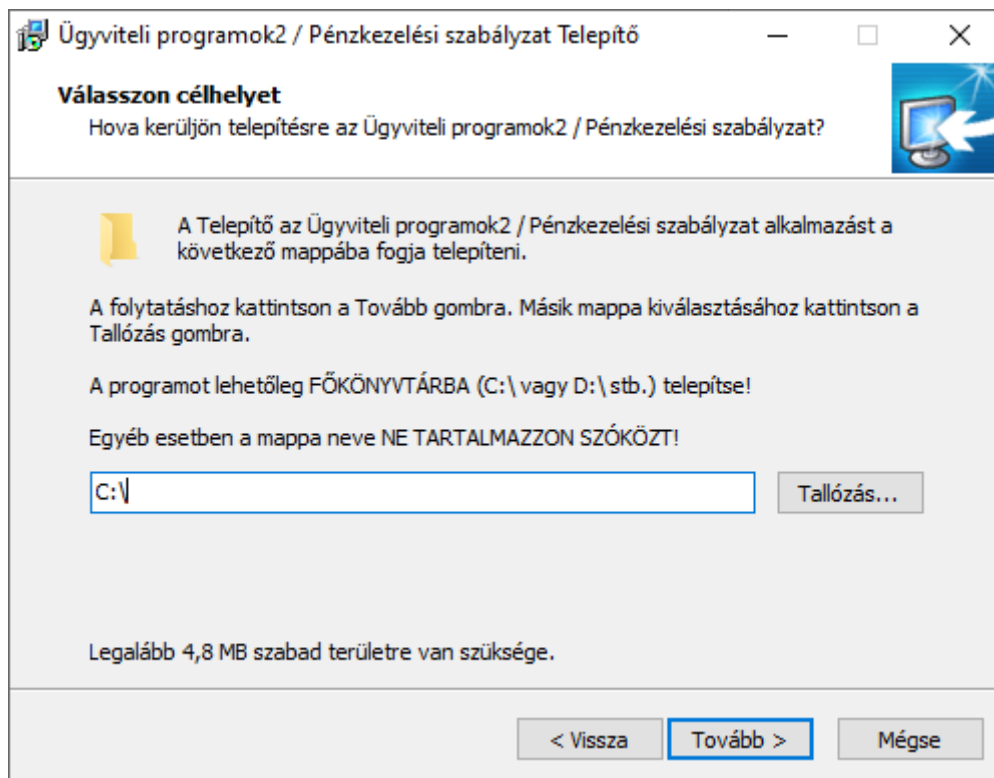 Ügyviteli programok2 / Pénzkezelési szabályzat Telepítő
Válasszon célhelyet
Hova kerüljön telepítésre az Ügyviteli programok2 / Pénzkezelési szabályzat?
A Telepítő az Ügyviteli programok2 / Pénzkezelési szabályzat alkalmazást a
következő mappába fogja telepíteni.
A folytatáshoz kattintson a Tovább gombra. Másik mappa kiválasztásához kattintson a
Tallózás gombra.
A programot lehetőleg FŐKÖNYVTÁRBA (C:\ vagy D:\ stb.) telepítse!
Egyéb esetben a mappa neve NE TARTALMAZZON SZÓKÖZT!
C:\
Tallózás...
Legalább 4,8 MB szabad területre van szüksége.
< Vissza
Tovább >
Mégse